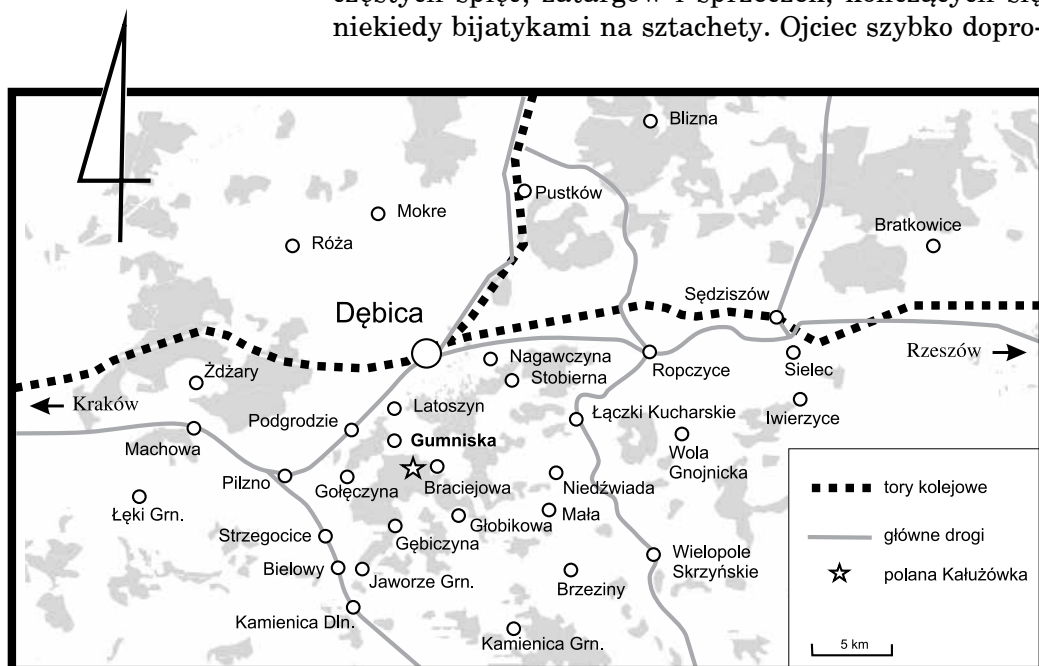 niekiedy bijatykami na sztachety. Ojciec szybko dopro-
Blizna
Pustków
Mokre
Róża
Bratkowice
Sędziszów
Dębica
Nagawczyna
Ropczyce
Sielec
Rzeszów
Stobierna
Żdżary
Kraków
Latoszyn
Iwierzyce
Podgrodzie
Łączki Kucharskie
Machowa
Gumniska
Wola
Gnojnicka
Pilzno
Gołęczyna
Braciejowa
Niedźwiada
tory kolejowe
Łęki Grn.
Głobikowa
Mała
Strzegocice
Gębiczyna
główne drogi
Bielowy
Jaworze Grn.
Brzeziny
Wielopole
Skrzyńskie
polana Kałużówka
Kamienica Dln.
Kamienica Grn.
5 km